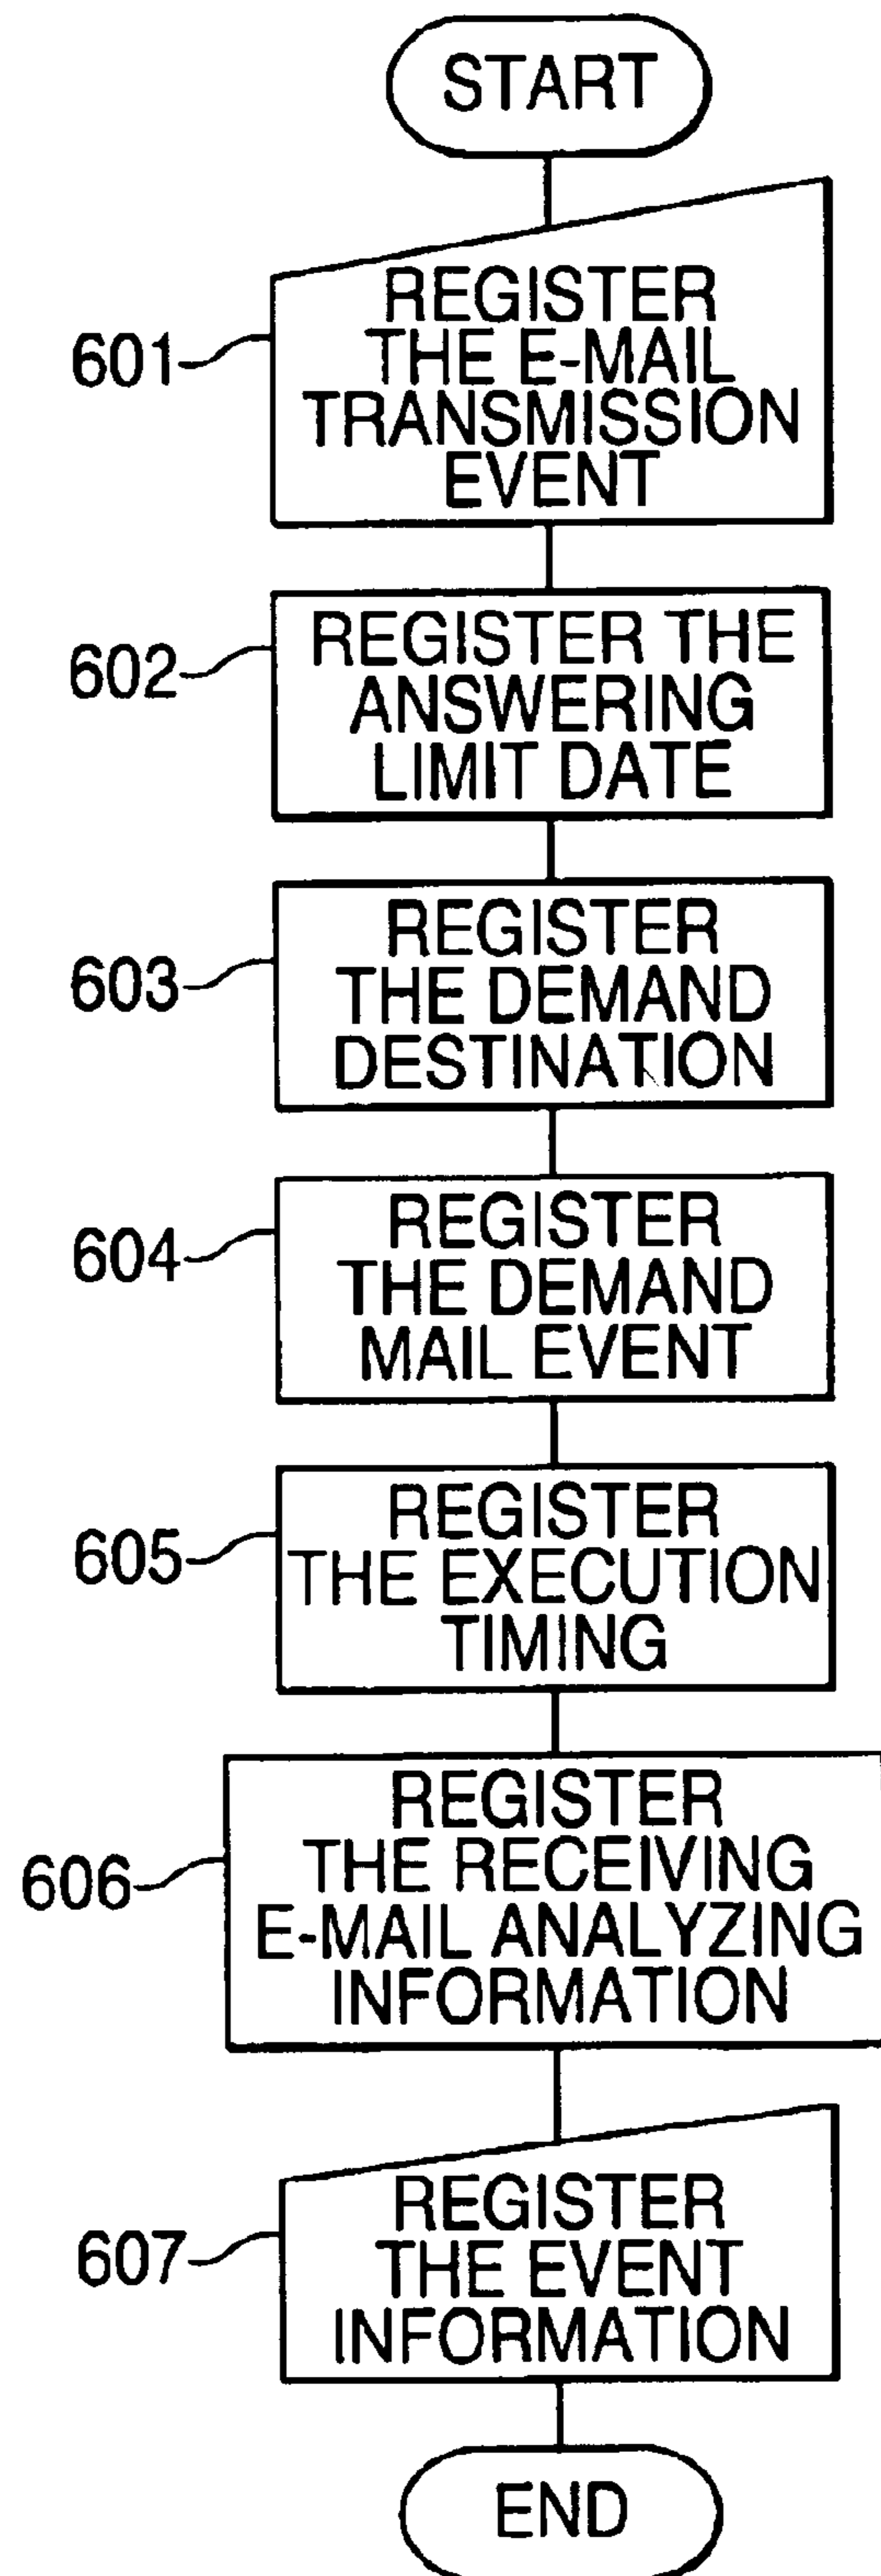 START
601
REGISTER
THE E-MAIL
TRANSMISSION
EVENT
602
REGISTER THE
ANSWERING
LIMIT DATE
603
REGISTER
THE DEMAND
DESTINATION
604
REGISTER
THE DEMAND
MAIL EVENT
605
REGISTER
THE EXECUTION
TIMING
606
REGISTER
THE RECEIVING
E-MAIL ANALYZING
INFORMATION
607
REGISTER
THE EVENT
INFORMATION
END